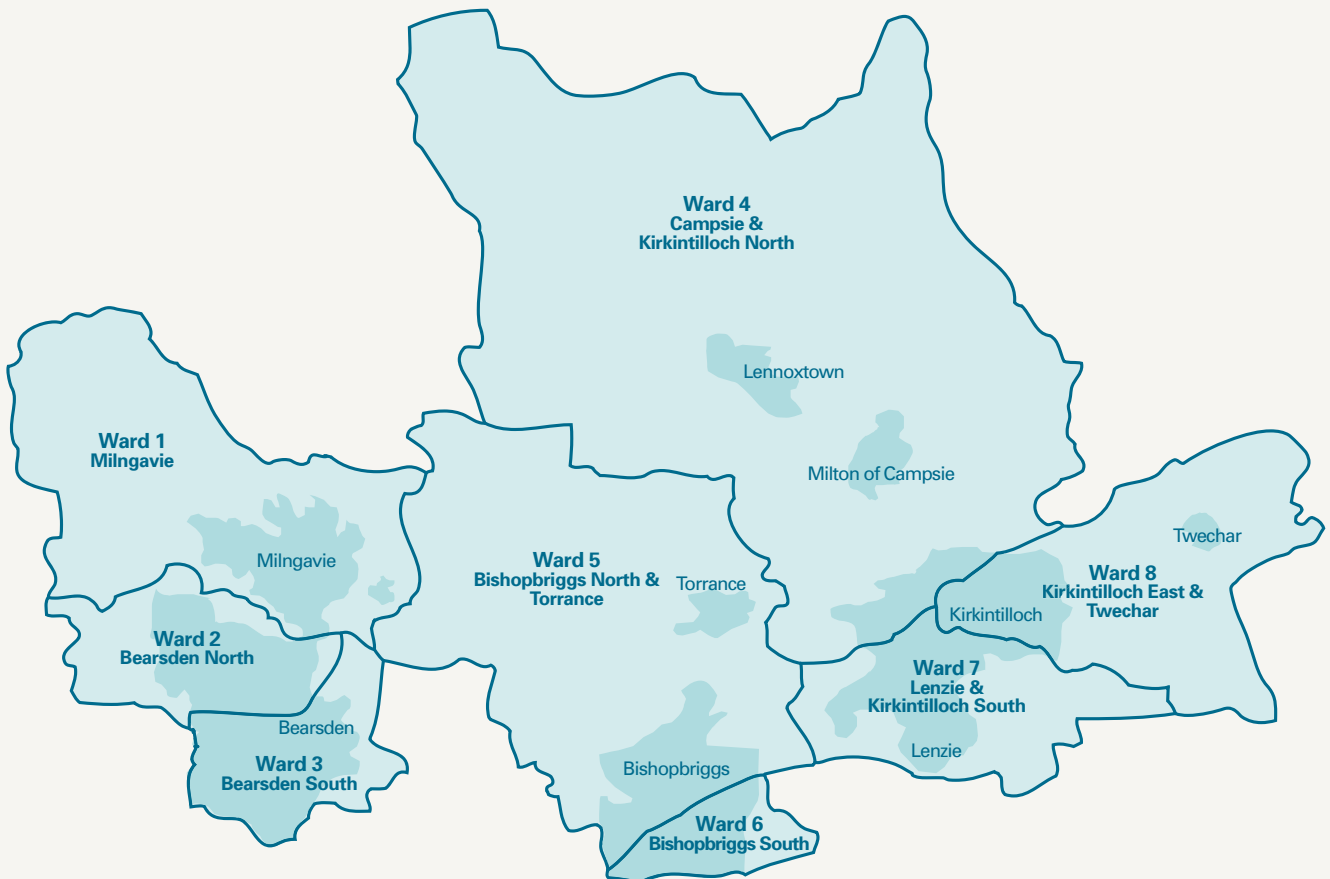 Ward 4
Campsie &
Kirkintilloch North
Lennoxtown
Ward 1
Milngavie
Milton of Campsie
Twechar
Milngavie
Ward 5
Bishopbriggs North &
Torrance
Torrance
Ward 8
Kirkintilloch East &
Twechar
Kirkintilloch
Ward 2
Bearsden North
Ward 7
Lenzie &
Kirkintilloch South
Bearsden
Lenzie
Ward 3
Bearsden South
Bishopbriggs
Ward 6
Bishopbriggs South